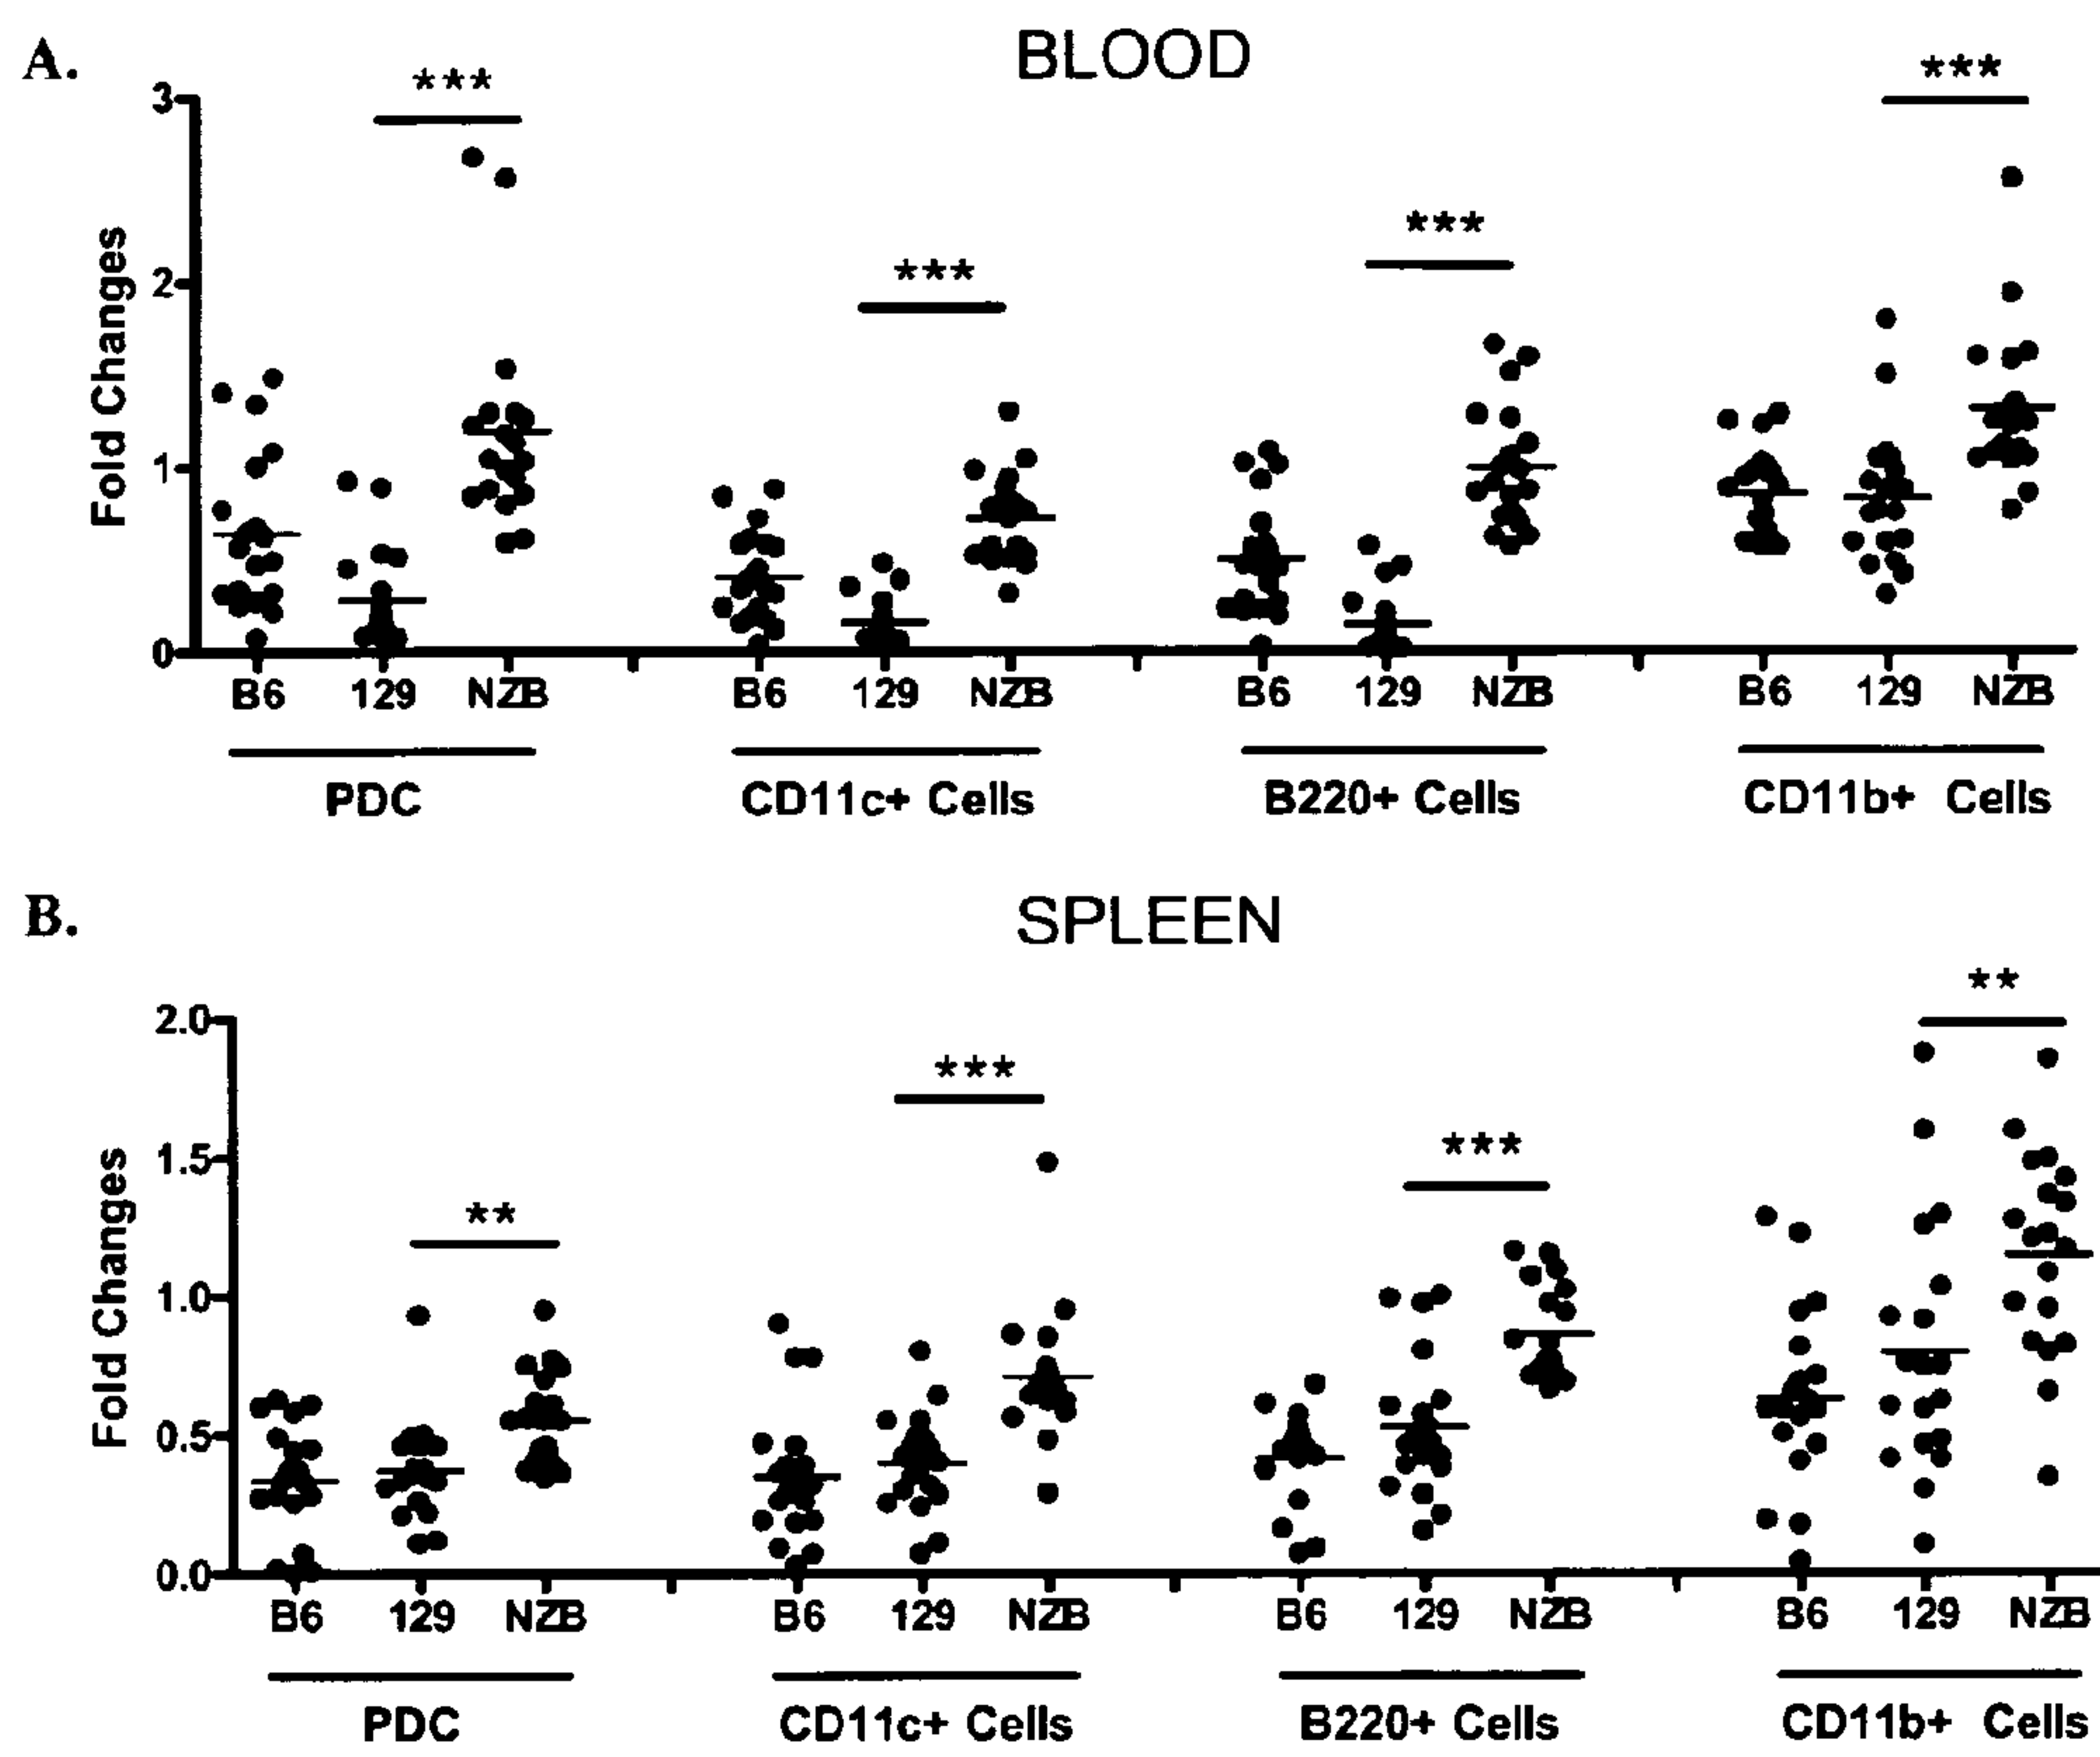 A.
BLOOD
*** *** *** ***
Fold Changes
3
2
1
0
B6 129 NZB B6 129 NZB B6 129 NZB B6 129 NZB
PDC CD11c+ Cells B220+ Cells CD11b+ Cells
B.
SPLEEN
** *** *** **
Fold Changes
2.0
1.5
1.0
0.5
0.0
B6 129 NZB B6 129 NZB B6 129 NZB B6 129 NZB
PDC CD11c+ Cells B220+ Cells CD11b+ Cells